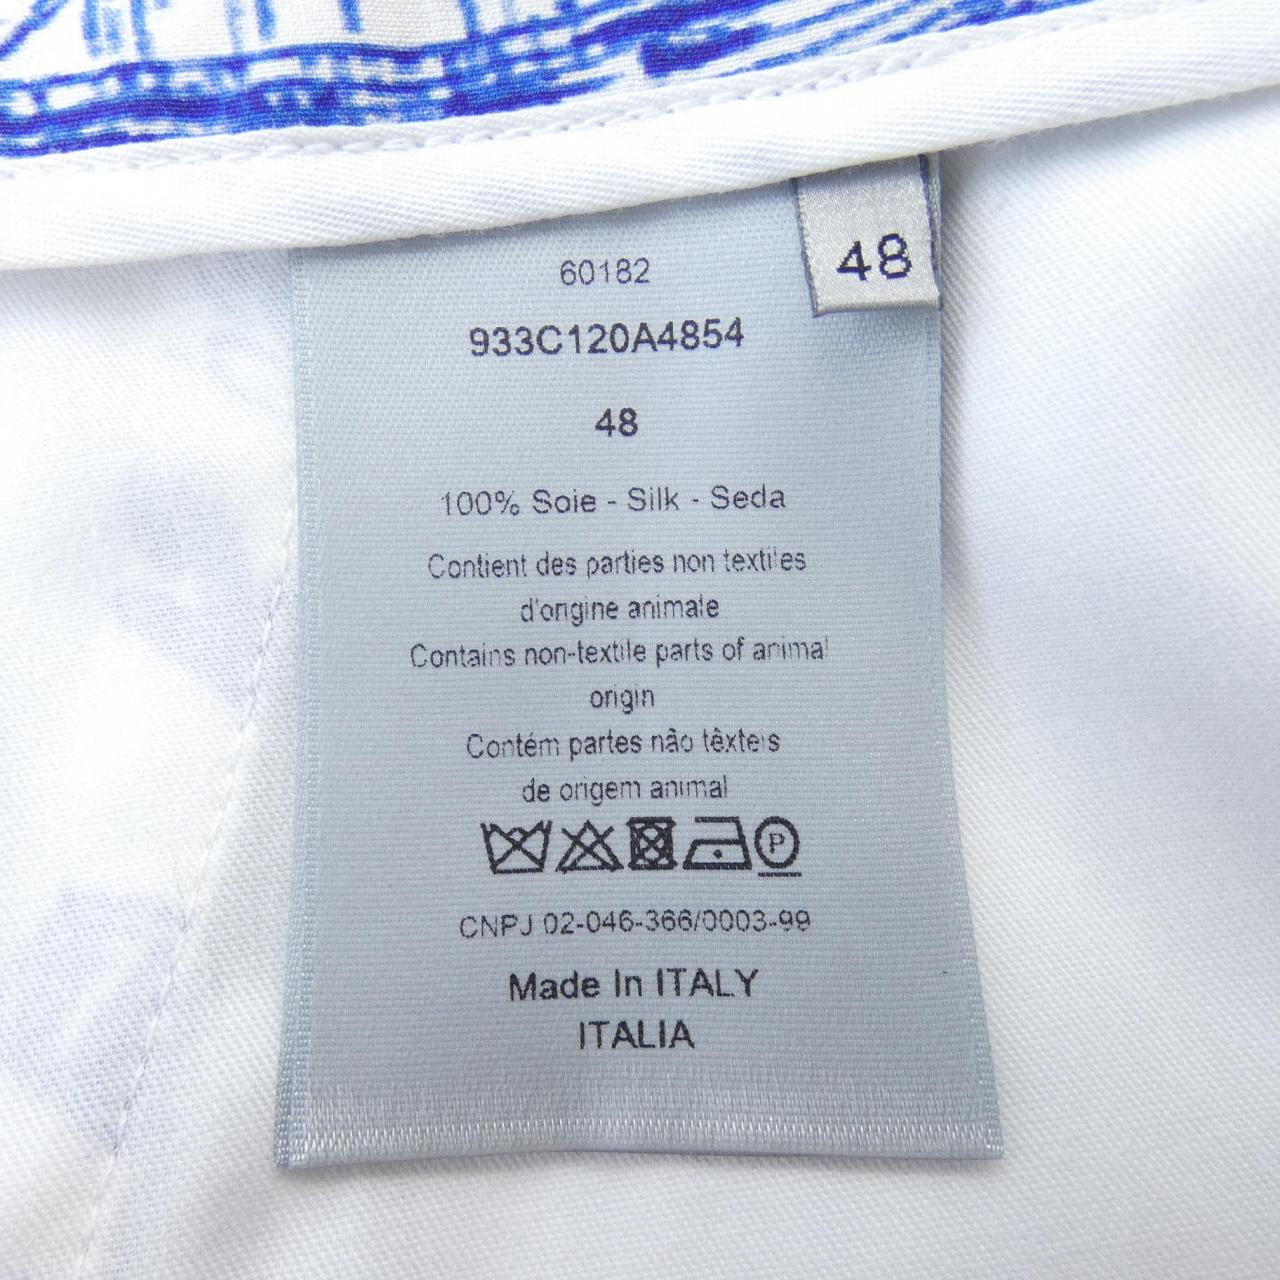 48
60182
933C120A4854
48
100% Soie - Silk - Seda
Contient des parties non textiles
d'origine animale
Contains non-textile parts of animal
origin
Contém partes não têxteis
de origem animal
P
CNPJ 02-046-366/0003-99
Made In ITALY
ITALIA